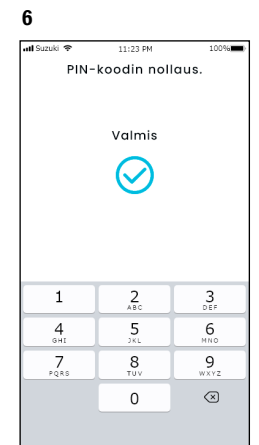 6
Suzuki 11:23 PM 100%
PIN-koodin nollaus.
Valmis
1 2 3
ABC DEF
4 5 6
GHI JKL MNO
7 8 9
PQRS TUV WXYZ
0